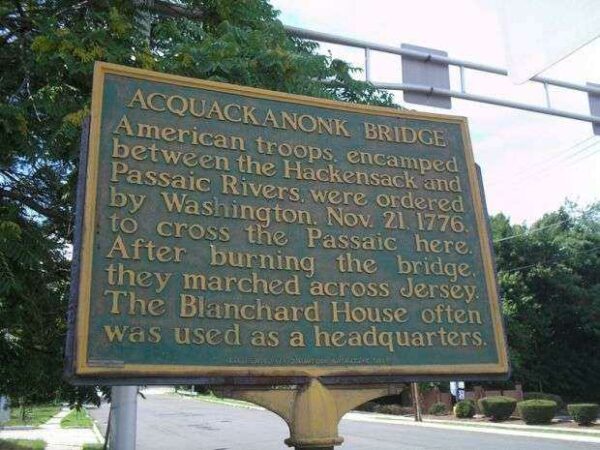 ACQUACKANONK BRIDGE
American troops, encamped
between the Hackensack and
Passaic Rivers, were ordered
by Washington, Nov. 21, 1776,
to cross the Passaic here.
After burning the bridge,
they marched across Jersey.
The Blanchard House often
was used as a headquarters.